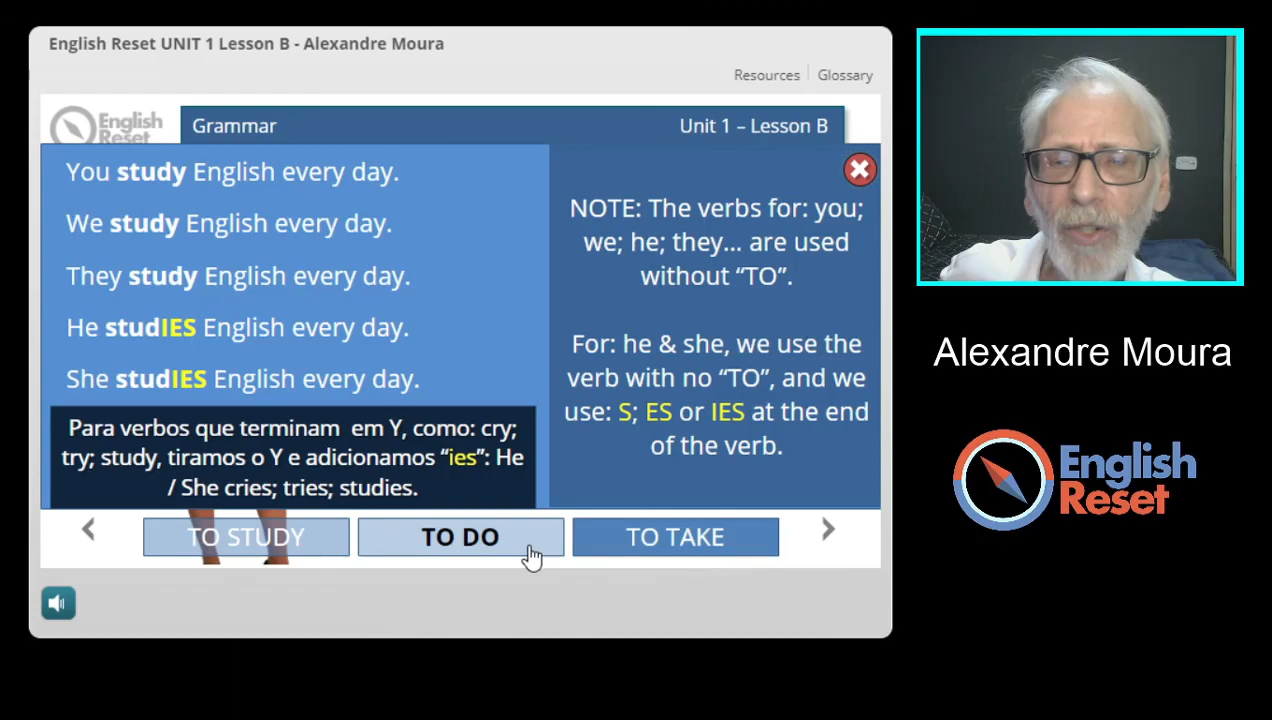 English Reset UNIT 1 Lesson B - Alexandre Moura
Resources
Glossary
English
Reset
Grammar
Unit 1 – Lesson B
You study English every day.
We study English every day.
They study English every day.
He studIES English every day.
She studIES English every day.
Para verbos que terminam em Y, como: cry;
try; study, tiramos o Y e adicionamos “ies”: He
/ She cries; tries; studies.
NOTE: The verbs for: you;
we; he; they... are used
without “TO”.
For: he & she, we use the
verb with no “TO”, and we
use: S; ES or IES at the end
of the verb.
TO STUDY
TO DO
TO TAKE
Alexandre Moura
English
Reset